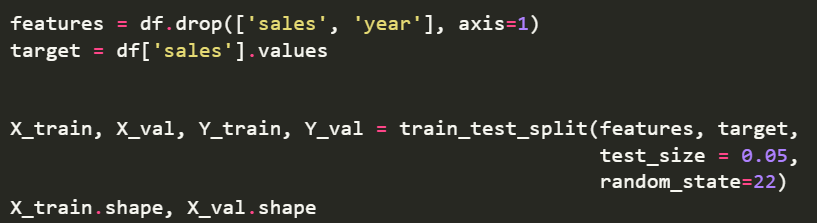 features = df.drop(['sales', 'year'], axis=1)
target = df['sales'].values
X_train, X_val, Y_train, Y_val = train_test_split(features, target,
test_size = 0.05,
random_state=22)
X_train.shape, X_val.shape